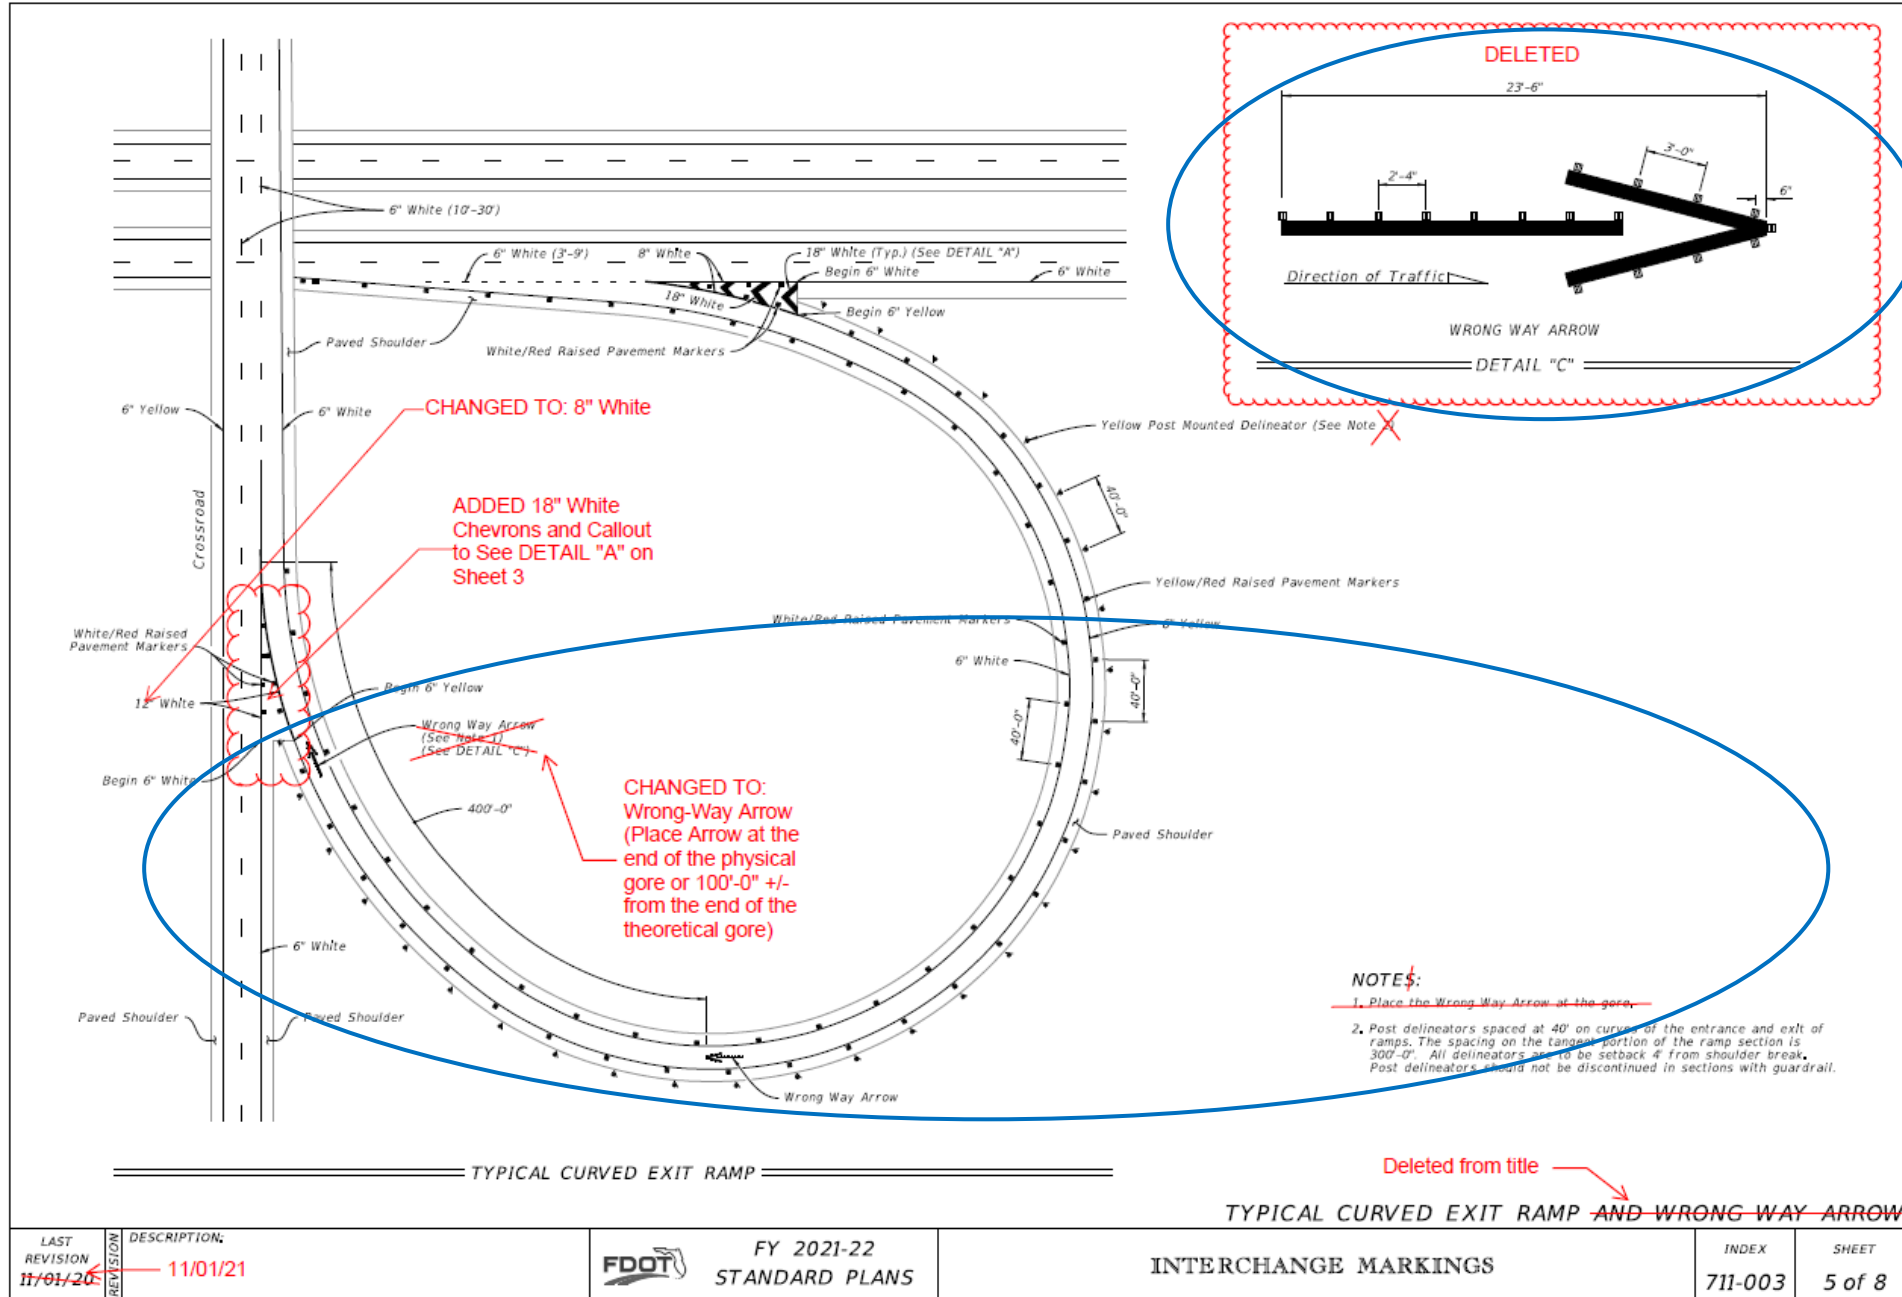 DELETED
23'-6"
3'-0"
2'-4"
6"
Direction of Traffic
WRONG WAY ARROW
DETAIL "C"
6" White (10'-30')
6" White (3'-9')
8" White
18" White (Typ.) (See DETAIL "A")
Begin 6" White
6" White
18" White
Begin 6" Yellow
Paved Shoulder
White/Red Raised Pavement Markers
6" Yellow
6" White
CHANGED TO: 8" White
Yellow Post Mounted Delineator (See Note 2)
40'-0"
Crossroad
ADDED 18" White
Chevrons and Callout
to See DETAIL "A" on
Sheet 3
Yellow/Red Raised Pavement Markers
White/Red Raised Pavement Markers
6" Yellow
White/Red Raised
Pavement Markers
6" White
40'-0"
40'-0"
Begin 6" Yellow
12" White
Wrong Way Arrow
(See Note 1)
(See DETAIL "C")
Begin 6" White
CHANGED TO:
Wrong-Way Arrow
(Place Arrow at the
end of the physical
gore or 100'-0" +/-
from the end of the
theoretical gore)
400'-0"
Paved Shoulder
6" White
Paved Shoulder
Paved Shoulder
Wrong Way Arrow
NOTES:
1. Place the Wrong Way Arrow at the gore.
2. Post delineators spaced at 40' on curves of the entrance and exit of
ramps. The spacing on the tangent portion of the ramp section is
300'-0". All delineators are to be setback 4' from shoulder break.
Post delineators should not be discontinued in sections with guardrail.
TYPICAL CURVED EXIT RAMP
Deleted from title
TYPICAL CURVED EXIT RAMP AND WRONG WAY ARROW
LAST
REVISION
11/01/20
REVISION
DESCRIPTION:
11/01/21
FDOT
FY 2021-22
STANDARD PLANS
INTERCHANGE MARKINGS
INDEX
711-003
SHEET
5 of 8